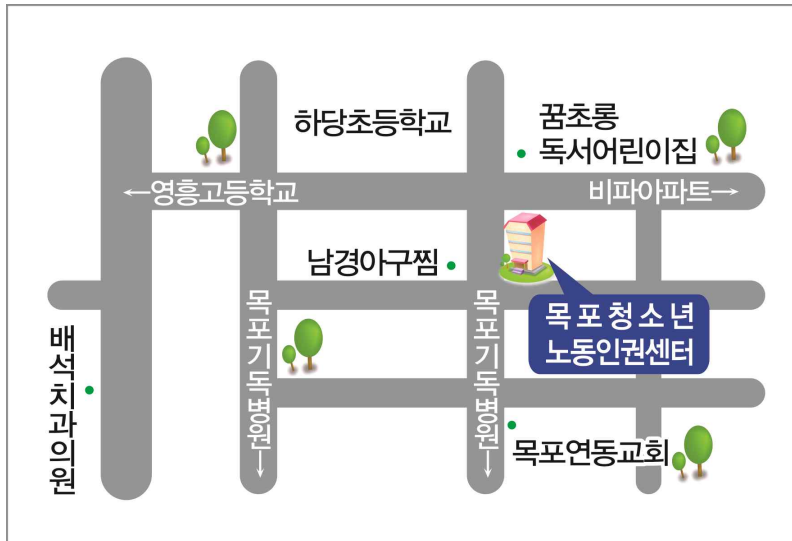 하당초등학교
꿈초롱
독서어린이집
←영흥고등학교
비파아파트→
남경아구찜
목포청소년
노동인권센터
배석치과의원
목포기독병원→
목포기독병원→
목포연동교회